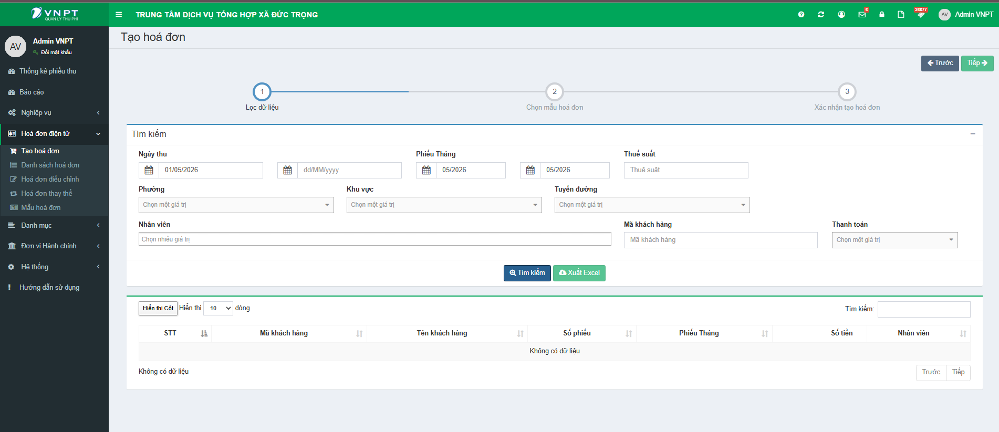 VNPT
QUẢN LÝ THU PHÍ
TRUNG TÂM DỊCH VỤ TỔNG HỢP XÃ ĐỨC TRỌNG
6
26677
AV
Admin VNPT
AV
Admin VNPT
Đổi mật khẩu
Thống kê phiếu thu
Báo cáo
Nghiệp vụ
Hoá đơn điện tử
Tạo hoá đơn
Danh sách hoá đơn
Hoá đơn điều chỉnh
Hoá đơn thay thế
Mẫu hoá đơn
Danh mục
Đơn vị Hành chính
Hệ thống
Hướng dẫn sử dụng
Tạo hoá đơn
Trước
Tiếp
1
2
3
Lọc dữ liệu
Chọn mẫu hoá đơn
Xác nhận tạo hoá đơn
Tìm kiếm
Ngày thu
Phiếu Tháng
Thuế suất
01/05/2026
dd/MM/yyyy
05/2026
05/2026
Thuế suất
Phường
Khu vực
Tuyến đường
Chọn một giá trị
Chọn một giá trị
Chọn một giá trị
Nhân viên
Mã khách hàng
Thanh toán
Chọn nhiều giá trị
Mã khách hàng
Chọn một giá trị
Tìm kiếm
Xuất Excel
Hiển thị Cột
Hiển thị
10
dòng
Tìm kiếm:
STT
Mã khách hàng
Tên khách hàng
Số phiếu
Phiếu Tháng
Số tiền
Nhân viên
Không có dữ liệu
Không có dữ liệu
Trước
Tiếp